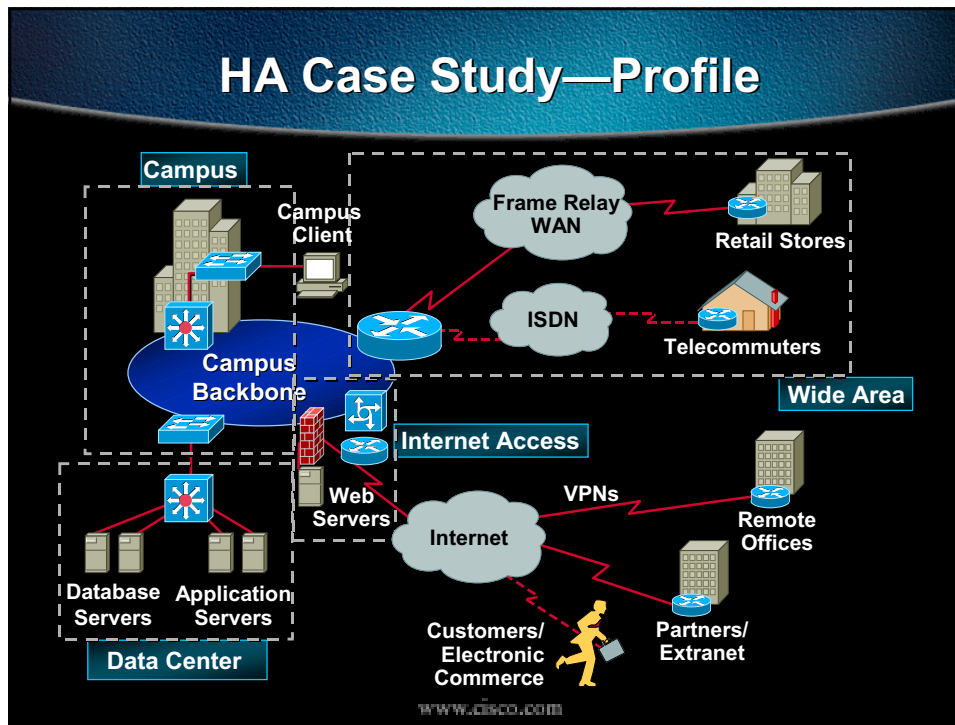 HA Case Study—Profile
Campus
Campus
Client
Frame Relay
WAN
Retail Stores
ISDN
Telecommuters
Campus
Backbone
Wide Area
Internet Access
Web
Servers
VPNs
Internet
Remote
Offices
Database
Servers
Application
Servers
Data Center
Customers/
Electronic
Commerce
Partners/
Extranet
www.cisco.com